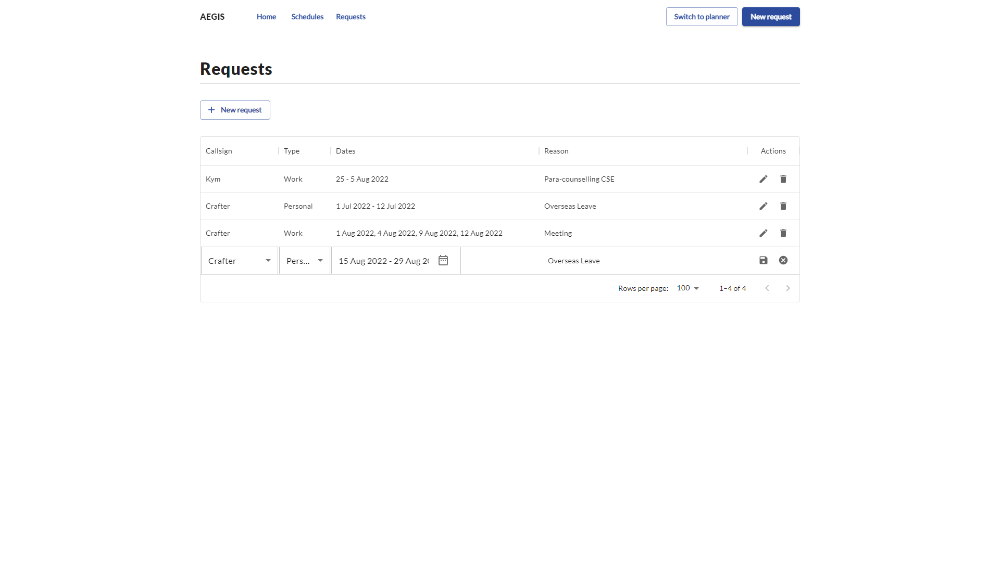 AEGIS Home Schedules Requests Switch to planner New request
Requests
New request
Callsign Type Dates Reason Actions
Kym Work 25 - 5 Aug 2022 Para-counselling CSE
Crafter Personal 1 Jul 2022 - 12 Jul 2022 Overseas Leave
Crafter Work 1 Aug 2022, 4 Aug 2022, 9 Aug 2022, 12 Aug 2022 Meeting
Crafter Pers... 15 Aug 2022 - 29 Aug 20 Overseas Leave
Rows per page: 100 1–4 of 4